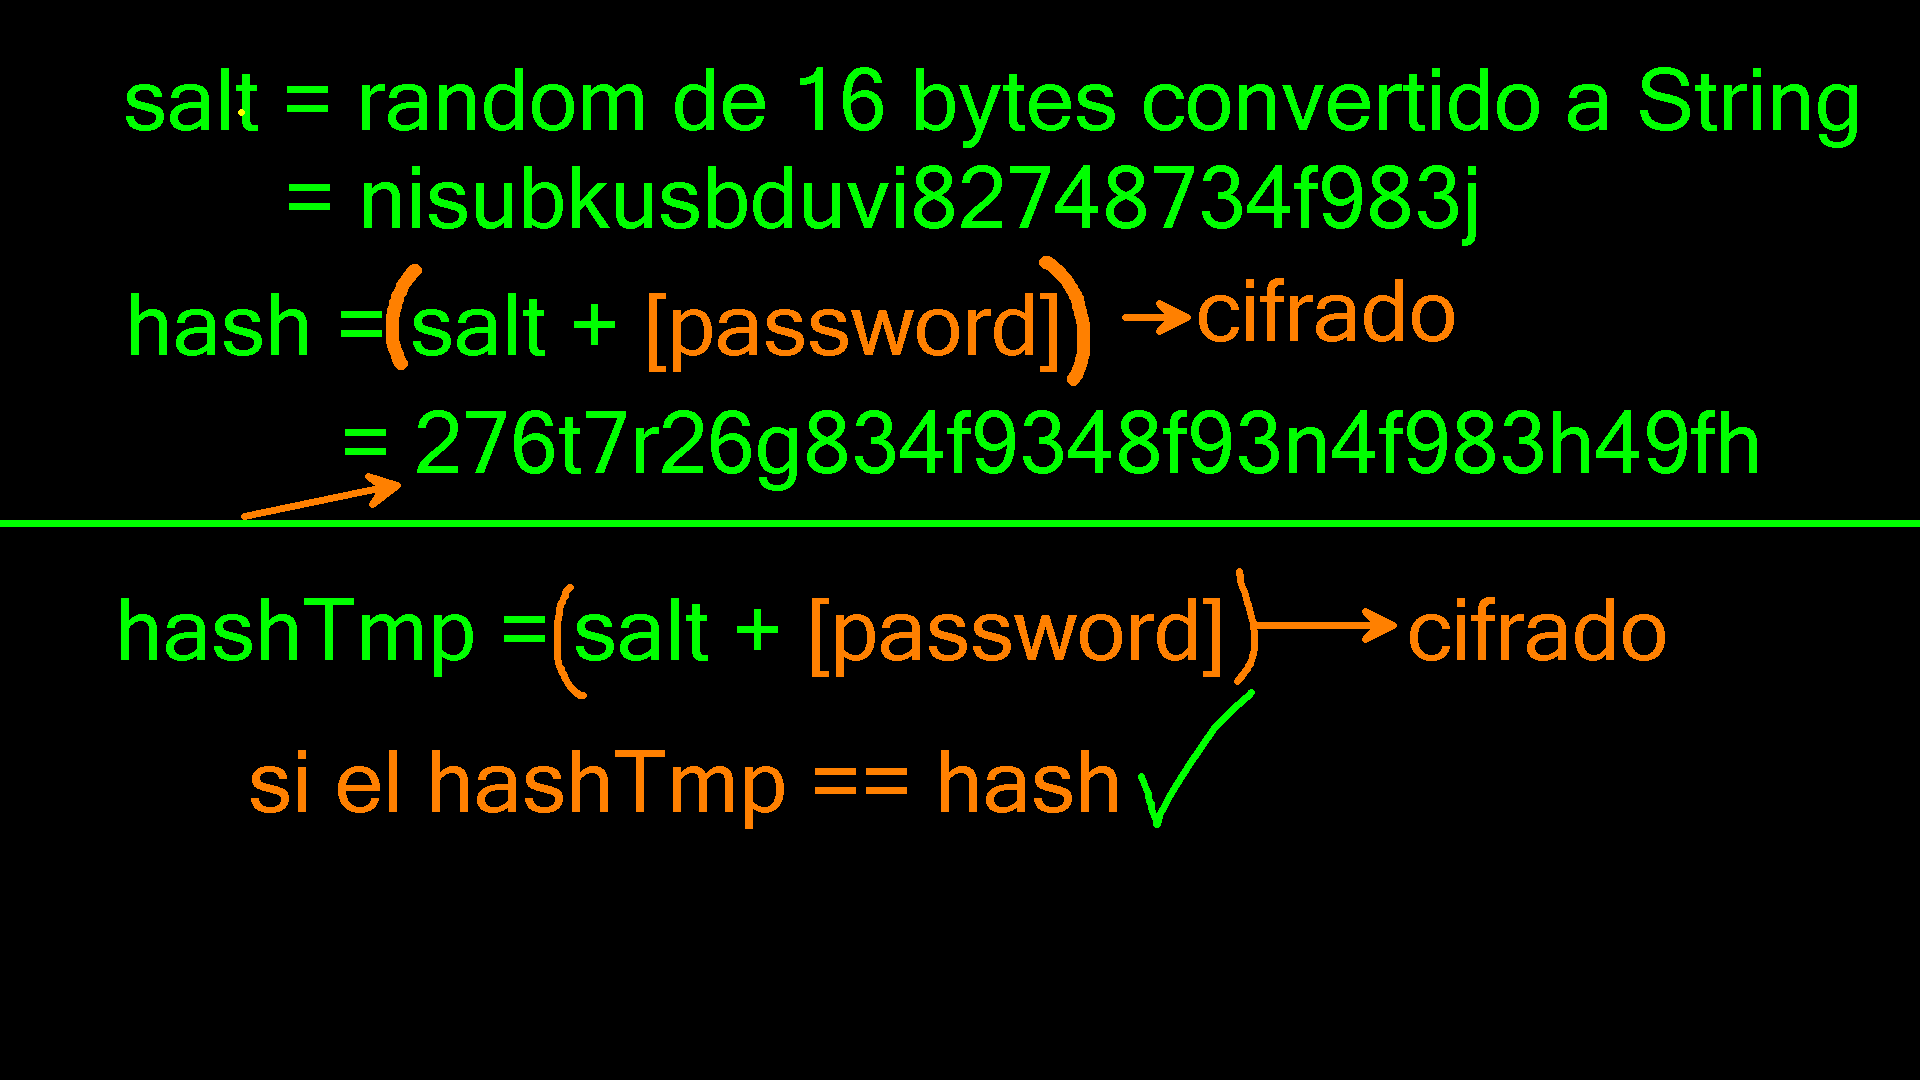 salt = random de 16 bytes convertido a String
= nisubkusbduvi82748734f983j
hash = (salt + [password]) → cifrado
= 276t7r26g834f9348f93n4f983h49fh
hashTmp = (salt + [password]) → cifrado
si el hashTmp == hash ✓